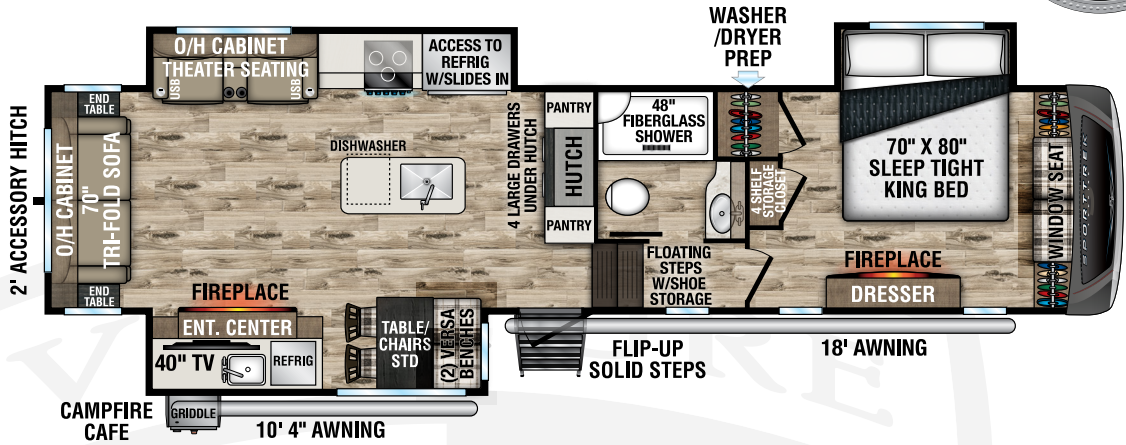 WASHER
/DRYER
PREP
O/H CABINET
THEATER SEATING
USB
USB
ACCESS TO
REFRIG
W/SLIDES IN
2' ACCESSORY HITCH
END
TABLE
O/H CABINET
70"
TRI-FOLD SOFA
END
TABLE
DISHWASHER
4 LARGE DRAWERS
UNDER HUTCH
PANTRY
HUTCH
PANTRY
48"
FIBERGLASS
SHOWER
4 SHELF
STORAGE
CLOSET
70" X 80"
SLEEP TIGHT
KING BED
WINDOW SEAT
SPORTTREK
FLOATING
STEPS
W/SHOE
STORAGE
FIREPLACE
DRESSER
FIREPLACE
ENT. CENTER
40" TV
REFRIG
TABLE/
CHAIRS
STD
(2) VERSA
BENCHES
FLIP-UP
SOLID STEPS
18' AWNING
CAMPFIRE
CAFE
GRIDDLE
10' 4" AWNING